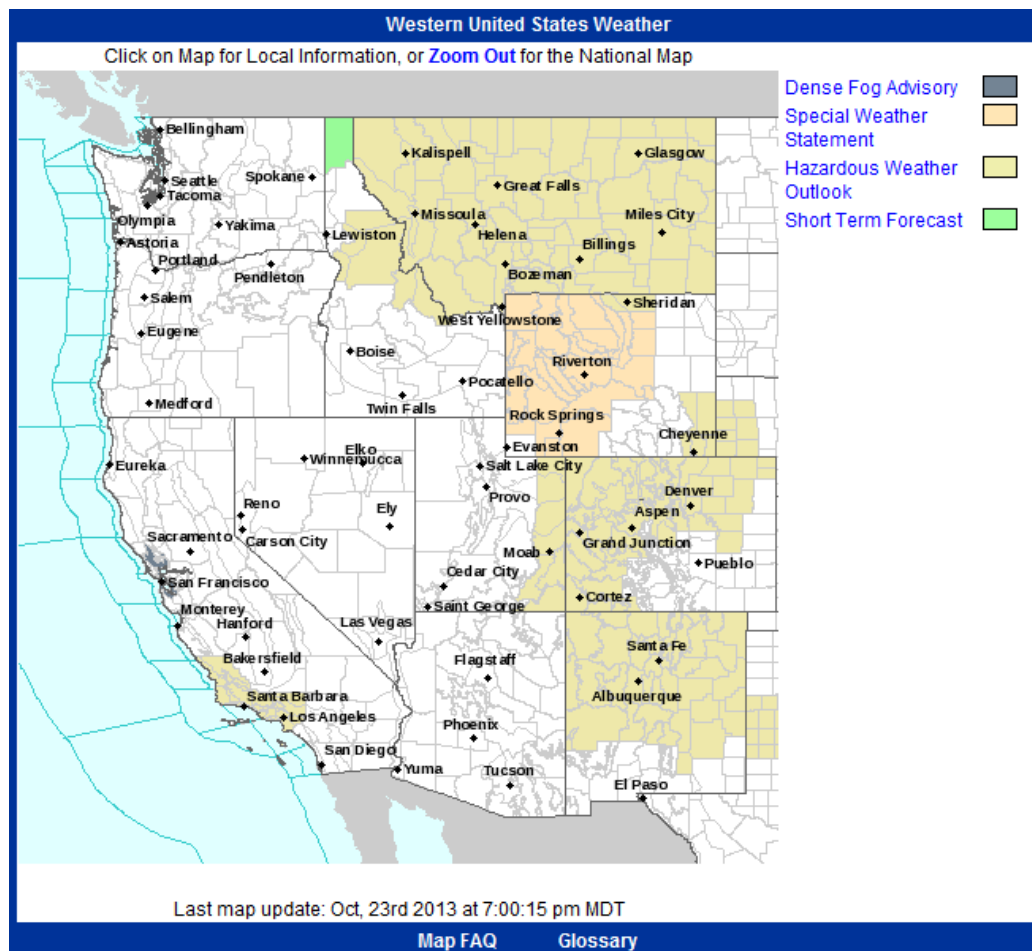 Western United States Weather
Click on Map for Local Information, or Zoom Out for the National Map
Dense Fog Advisory
Special Weather
Statement
Hazardous Weather
Outlook
Short Term Forecast
Bellingham
Kalispell
Glasgow
Seattle
Spokane
Tacoma
Great Falls
Olympia
Yakima
Missoula
Miles City
Lewiston
Helena
Astoria
Billings
Portland
Pendleton
Bozeman
Salem
Sheridan
West Yellowstone
Eugene
Boise
Riverton
Pocatello
Medford
Twin Falls
Rock Springs
Cheyenne
Evanston
Elko
Eureka
Winnemucca
Salt Lake City
Provo
Denver
Reno
Ely
Aspen
Sacramento
Carson City
Grand Junction
Moab
Pueblo
San Francisco
Cedar City
Cortez
Monterey
Saint George
Hanford
Las Vegas
Santa Fe
Bakersfield
Flagstaff
Albuquerque
Santa Barbara
Los Angeles
Phoenix
San Diego
Yuma
Tucson
El Paso
Last map update: Oct, 23rd 2013 at 7:00:15 pm MDT
Map FAQ Glossary